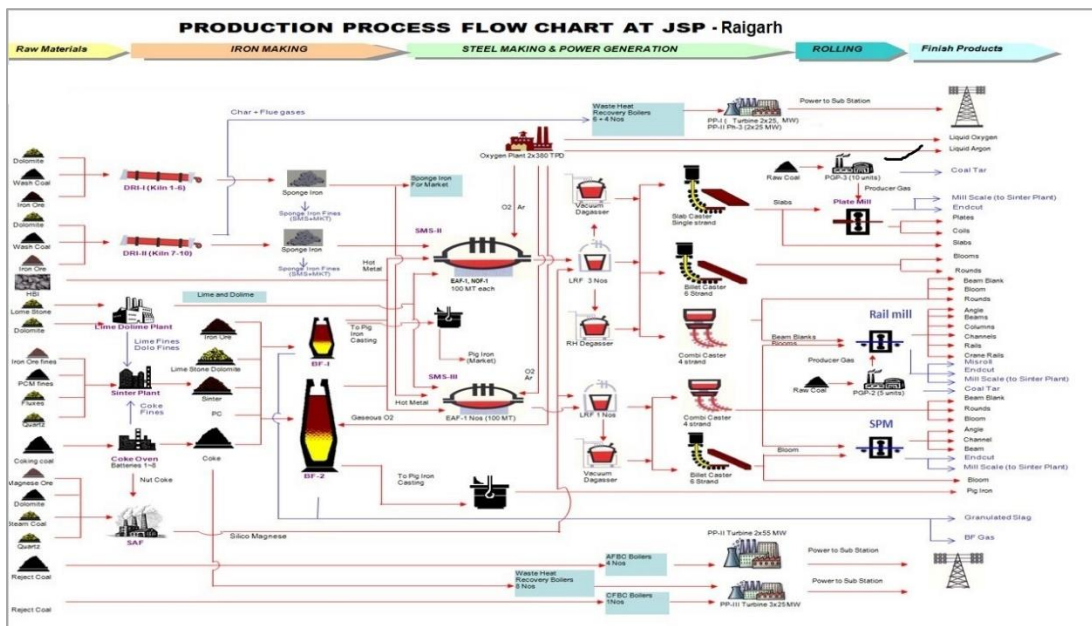 PRODUCTION PROCESS FLOW CHART AT JSP - Raigarh
Raw Materials
IRON MAKING
STEEL MAKING & POWER GENERATION
ROLLING
Finish Products
Char + Flue gases
Waste Heat
Recovery Boilers
6 + 4 Nos
PP-I ( Turbine 2x25, MW)
PP-II Ph-3 (2x25 MW)
Power to Sub Station
Oxygen Plant 2x380 TPD
Liquid Oxygen
Liquid Argon
Dolomite
Wash Coal
Iron Ore
DRI-I (Kiln 1-6)
Sponge Iron
Sponge Iron Fines
(SMS+MKT)
Sponge Iron
For Market
Dolomite
Wash Coal
Iron Ore
DRI-II (Kiln 7-10)
Sponge Iron
Sponge Iron Fines
(SMS+MKT)
HBI
Hot
Metal
SMS-II
O2
Ar
EAF-1, NOF-1
100 MT each
Vacuum
Dagasser
LRF 3 Nos
RH Degasser
Slab Caster
Single strand
Billet Caster
6 Strand
Combi Caster
4 strand
Raw Coal
PGP-3 (10 units)
Coal Tar
Producer Gas
Slabs
Plate Mill
Mill Scale (to Sinter Plant)
Endcut
Plates
Coils
Slabs
Blooms
Rounds
Beam Blank
Bloom
Rounds
Angle
Beams
Columns
Channels
Rails
Crane Rails
Misroll
Endcut
Mill Scale (to Sinter Plant)
Coal Tar
Rail mill
Beam Blanks
Blooms
Producer Gas
Raw Coal
PGP-2 (5 units)
Lome Stone
Dolomite
Lime Dolime Plant
Lime and Dolime
Lime Fines
Dolo Fines
Iron Ore
Lime Stone Dolomite
Iron Ore fines
PCM fines
Fluxes
Quartz
Sinter Plant
Sinter
Coke
Fines
PC
Coking coal
Coke Oven
Batteries 1~8
Coke
Nut Coke
BF-1
To Pig
Iron
Casting
Pig Iron
(Market)
SMS-III
Hot Metal
O2
Ar
EAF-1 Nos (100 MT)
Gaseous O2
BF-2
To Pig Iron
Casting
LRF 1 Nos
Vacuum
Dagasser
Combi Caster
4 strand
Billet Caster
6 Strand
Bloom
SPM
Beam Blank
Rounds
Bloom
Angle
Channel
Beam
Endcut
Mill Scale (to Sinter Plant)
Bloom
Pig Iron
Magnese Ore
Dolomite
Steam Coal
Quartz
SAF
Silico Magnese
Granulated Slag
BF Gas
Reject Coal
AFBC Boilers
4 Nos
PP-II Turbine 2x55 MW
Power to Sub Station
Waste Heat
Recovery Boilers
8 Nos
Power to Sub Station
Reject Coal
CFBC Boilers
1Nos
PP-III Turbine 3x25MW